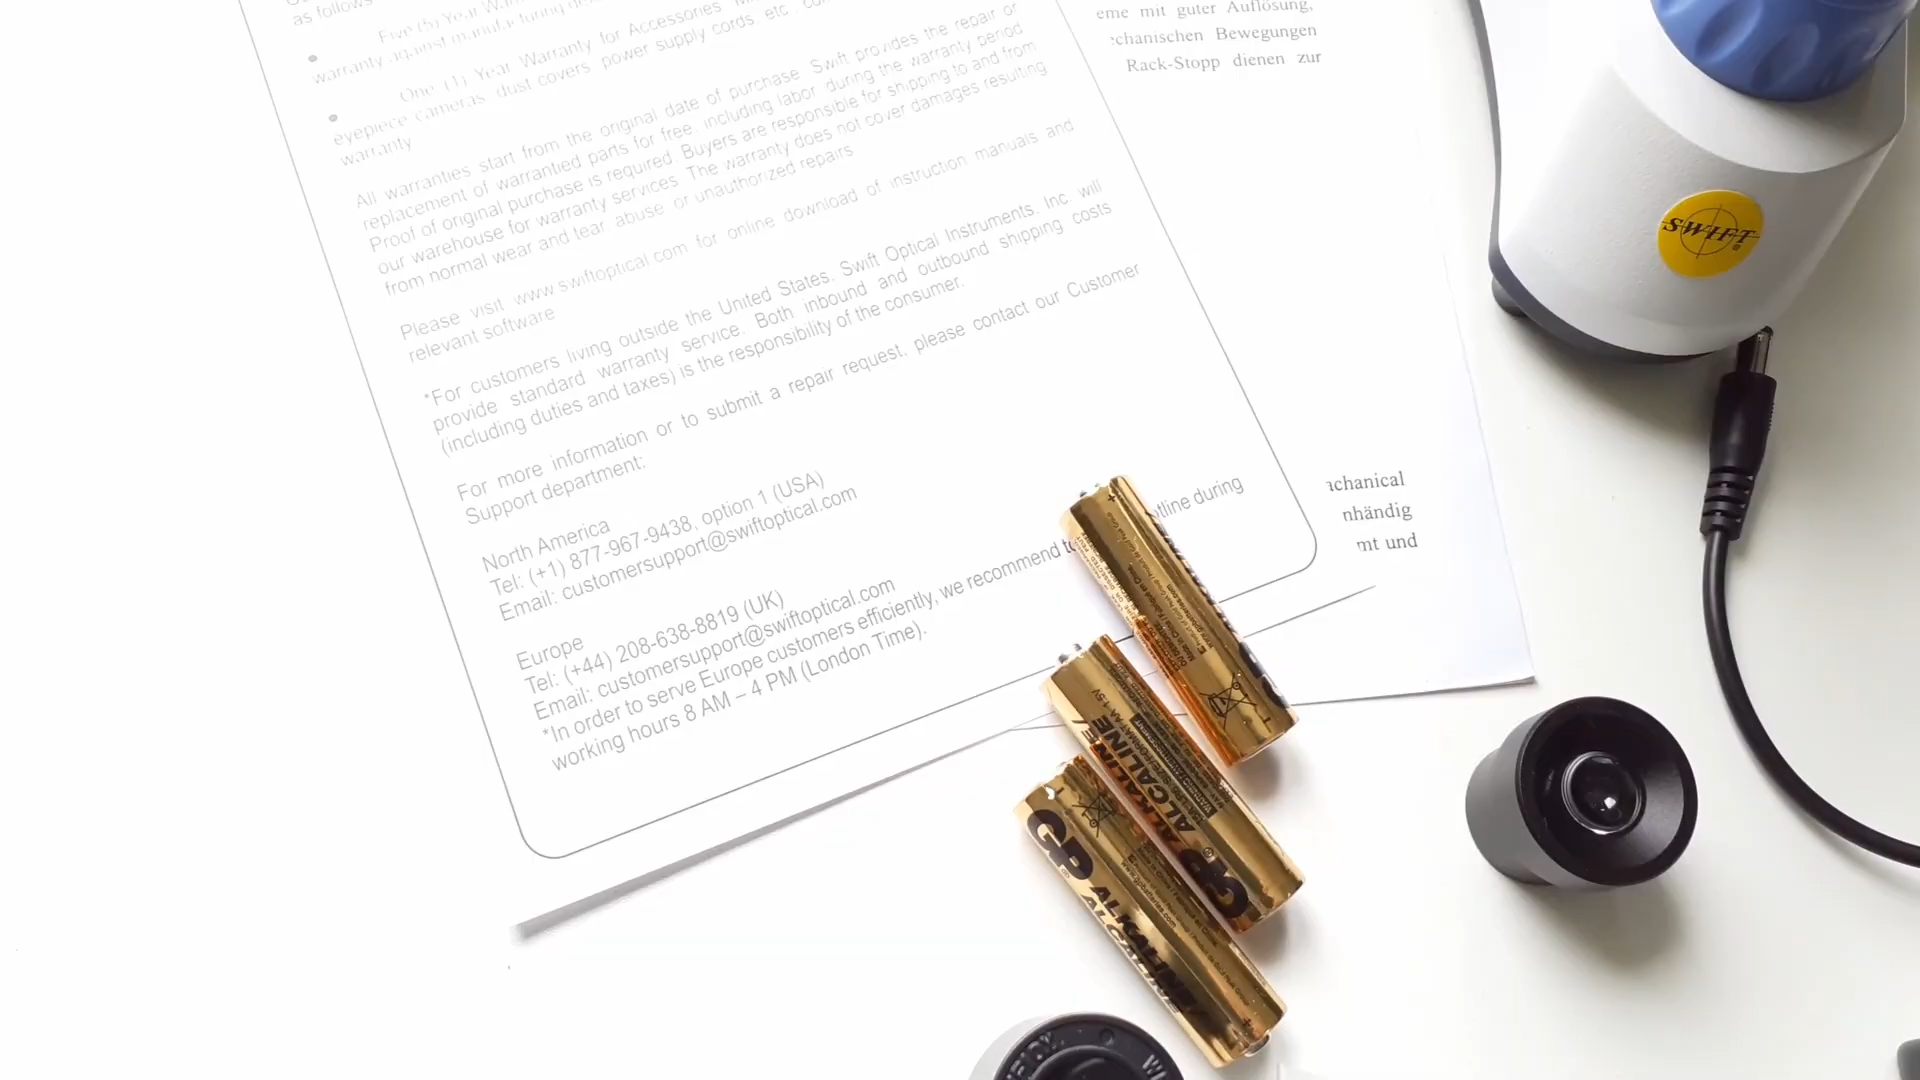 as follows
Five (5) Year
warranty against manufacturing
One (1) Year Warranty for Accessories
eyepiece cameras, dust covers, power supply cords etc.
warranty
All warranties start from the original date of purchase. Swift provides the repair or
replacement of warrantied parts for free, including labor during the warranty period
Proof of original purchase is required. Buyers are responsible for shipping to and from
our warehouse for warranty services. The warranty does not cover damages resulting
from normal wear and tear, abuse or unauthorized repairs
Please visit www.swiftoptical.com for online download of instruction manuals and
relevant software
*For customers living outside the United States, Swift Optical Instruments, Inc. will
provide standard warranty service. Both inbound and outbound shipping costs
(including duties and taxes) is the responsibility of the consumer.
For more information or to submit a repair request, please contact our Customer
Support department:
North America
Tel: (+1) 877-967-9438, option 1 (USA)
Email: customersupport@swiftoptical.com
Europe
Tel: (+44) 208-638-8819 (UK)
Email: customersupport@swiftoptical.com
*In order to serve Europe customers efficiently, we recommend during
working hours 8 AM – 4 PM (London Time).
mit guter Auflösung,
Bewegungen
Rack-Stopp dienen zur
und
SWIFT
GP ALKALINE/
ALCALINE
GP ALKALINE/
ALCALINE